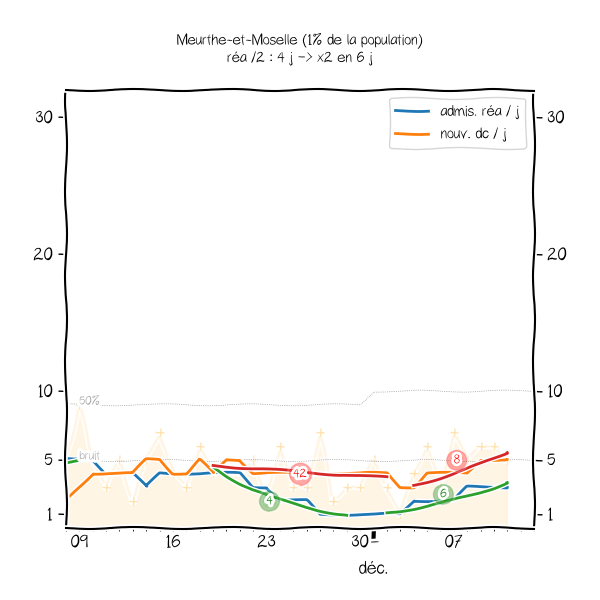 Meurthe-et-Moselle (1% de la population)
réa /2 : 4 j -> x2 en 6 j
admis. réa / j
nouv. dc / j
30 30
20 20
10 10
50%
5 bruit 5
42
8
4
6
1 1
09 16 23 30 07
déc.